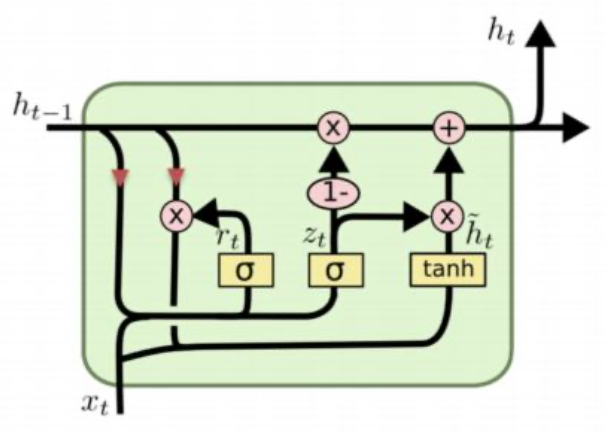 h_t
h_{t-1}
x +
1-
x r_t z_t x h̃_t
σ σ tanh
x_t